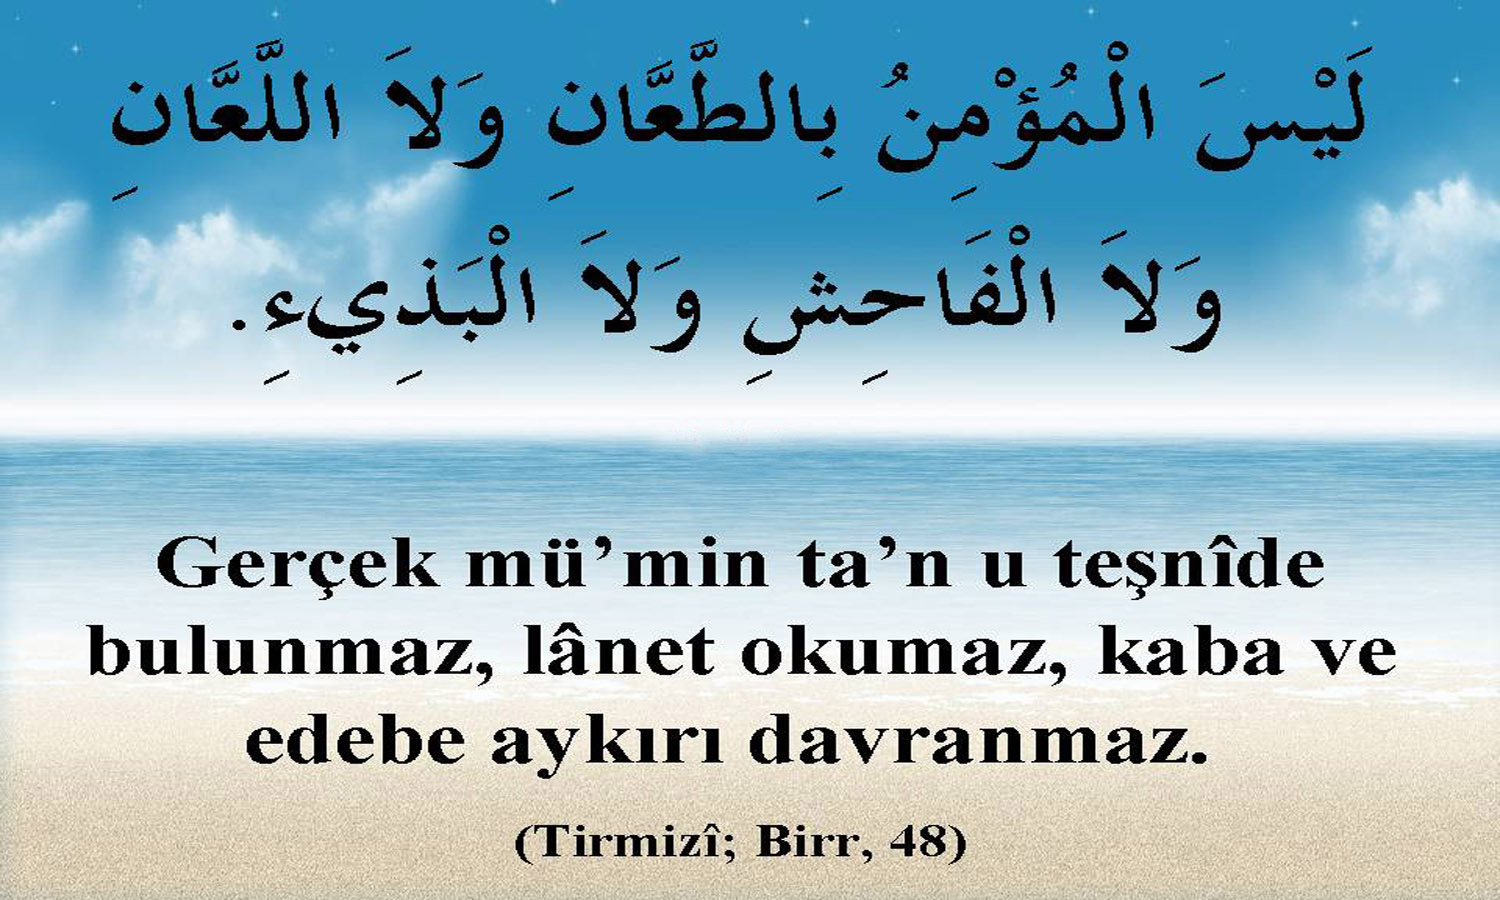 لَيْسَ الْمُؤْمِنُ بِالطَّعَّانِ وَلاَ اللَّعَّانِ
وَلاَ الْفَاحِشِ وَلاَ الْبَذِيءِ.
Gerçek mü’min ta’n u teşnîde
bulunmaz, lânet okumaz, kaba ve
edebe aykırı davranmaz.
(Tirmizî; Birr, 48)